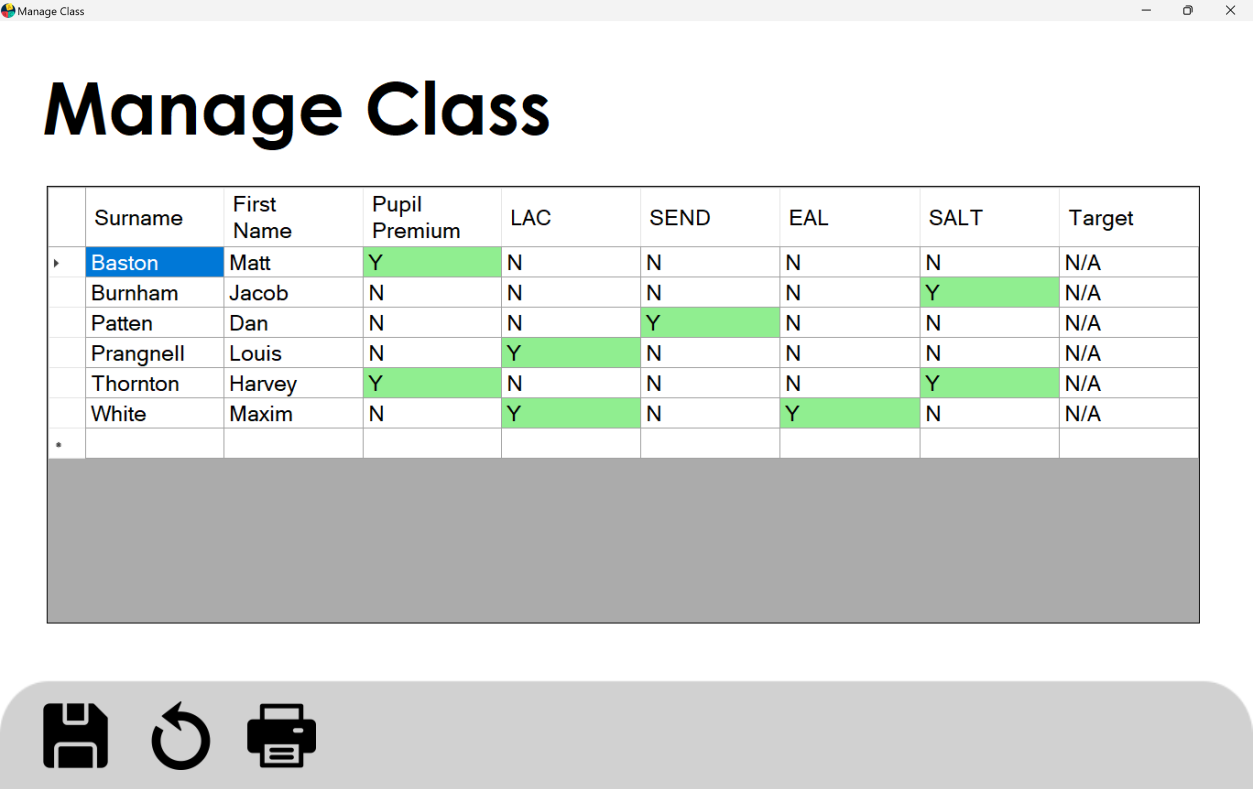 Manage Class
Manage Class
Surname First Name Pupil Premium LAC SEND EAL SALT Target
Baston Matt Y N N N N N/A
Burnham Jacob N N N N Y N/A
Patten Dan N N Y N N N/A
Prangnell Louis N Y N N N N/A
Thornton Harvey Y N N N Y N/A
White Maxim N Y N Y N N/A